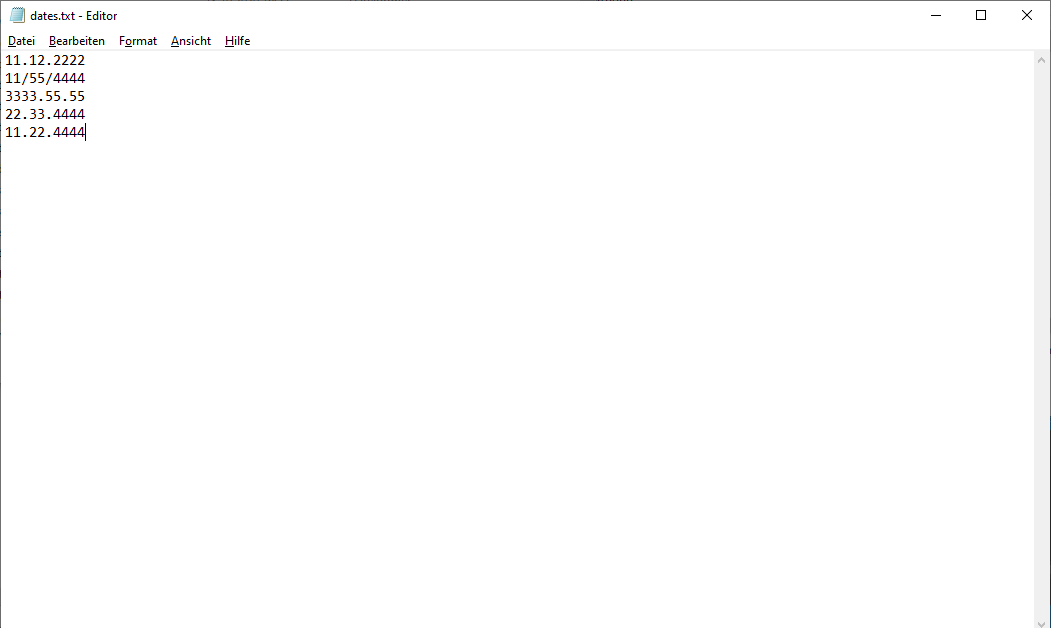 dates.txt - Editor
Datei Bearbeiten Format Ansicht Hilfe
11.12.2222
11/55/4444
3333.55.55
22.33.4444
11.22.4444